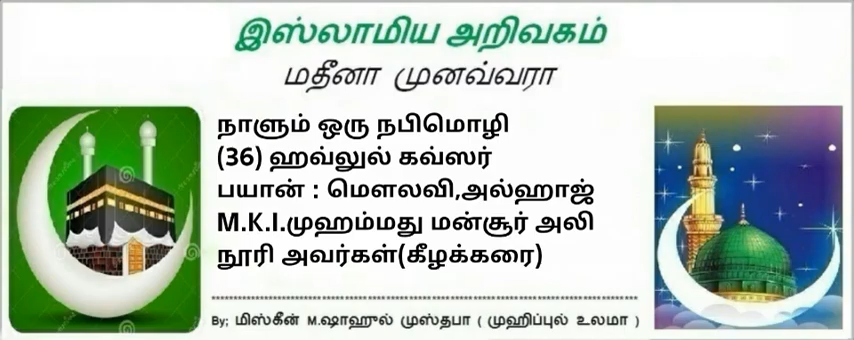 இஸ்லாமிய அறிவகம்
மதீனா முனவ்வரா
நாளும் ஒரு நபிமொழி
(36) ஹவ்லுல் கவ்ஸர்
பயான் : மௌலவி,அல்ஹாஜ்
M.K.I.முஹம்மது மன்சூர் அலி
நூரி அவர்கள்(கீழக்கரை)
By; மிஸ்கீன் M.ஷாஹுல் முஸ்தபா ( முஹிப்புல் உலமா )